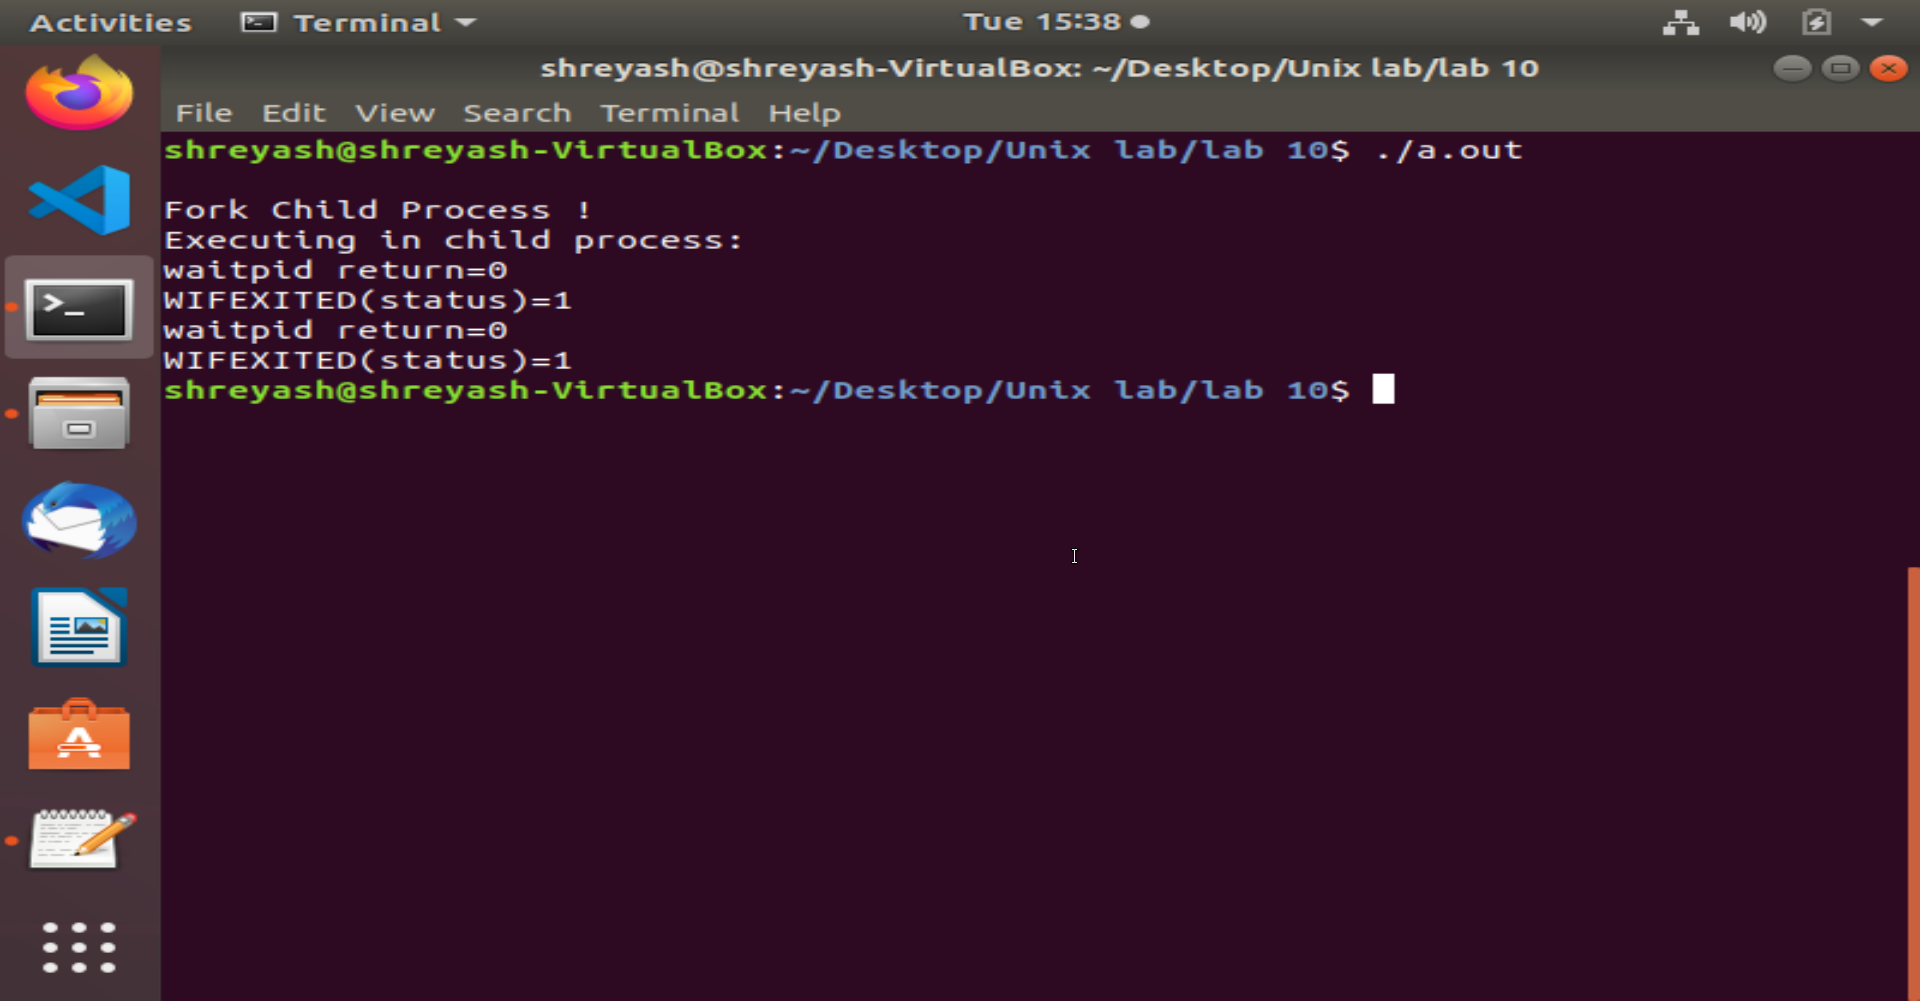 Activities Terminal Tue 15:38
shreyash@shreyash-VirtualBox: ~/Desktop/Unix lab/lab 10
File Edit View Search Terminal Help
shreyash@shreyash-VirtualBox:~/Desktop/Unix lab/lab 10$ ./a.out
Fork Child Process !
Executing in child process:
waitpid return=0
WIFEXITED(status)=1
waitpid return=0
WIFEXITED(status)=1
shreyash@shreyash-VirtualBox:~/Desktop/Unix lab/lab 10$